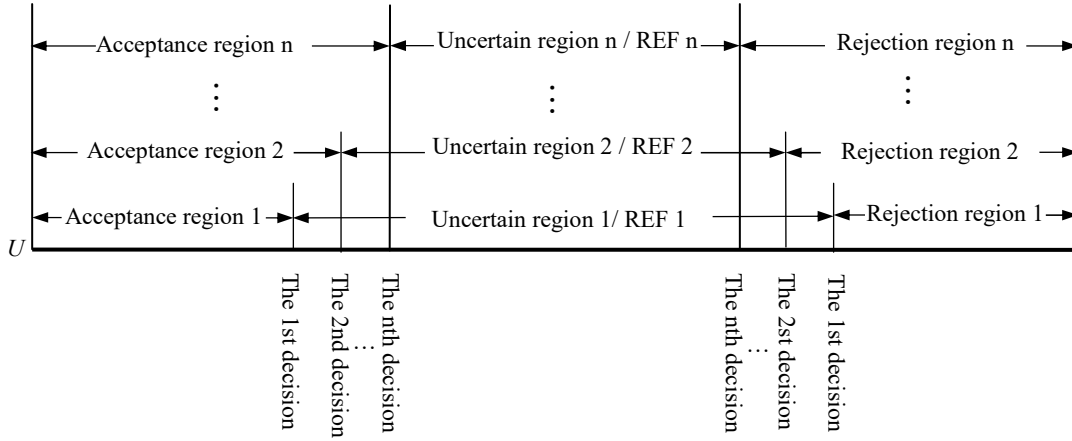 Acceptance region n
Uncertain region n / REF n
Rejection region n
⋮
⋮
⋮
Acceptance region 2
Uncertain region 2 / REF 2
Rejection region 2
Acceptance region 1
Uncertain region 1/ REF 1
Rejection region 1
U
The 1st decision
The 2nd decision
…
The nth decision
The nth decision
…
The 2st decision
The 1st decision